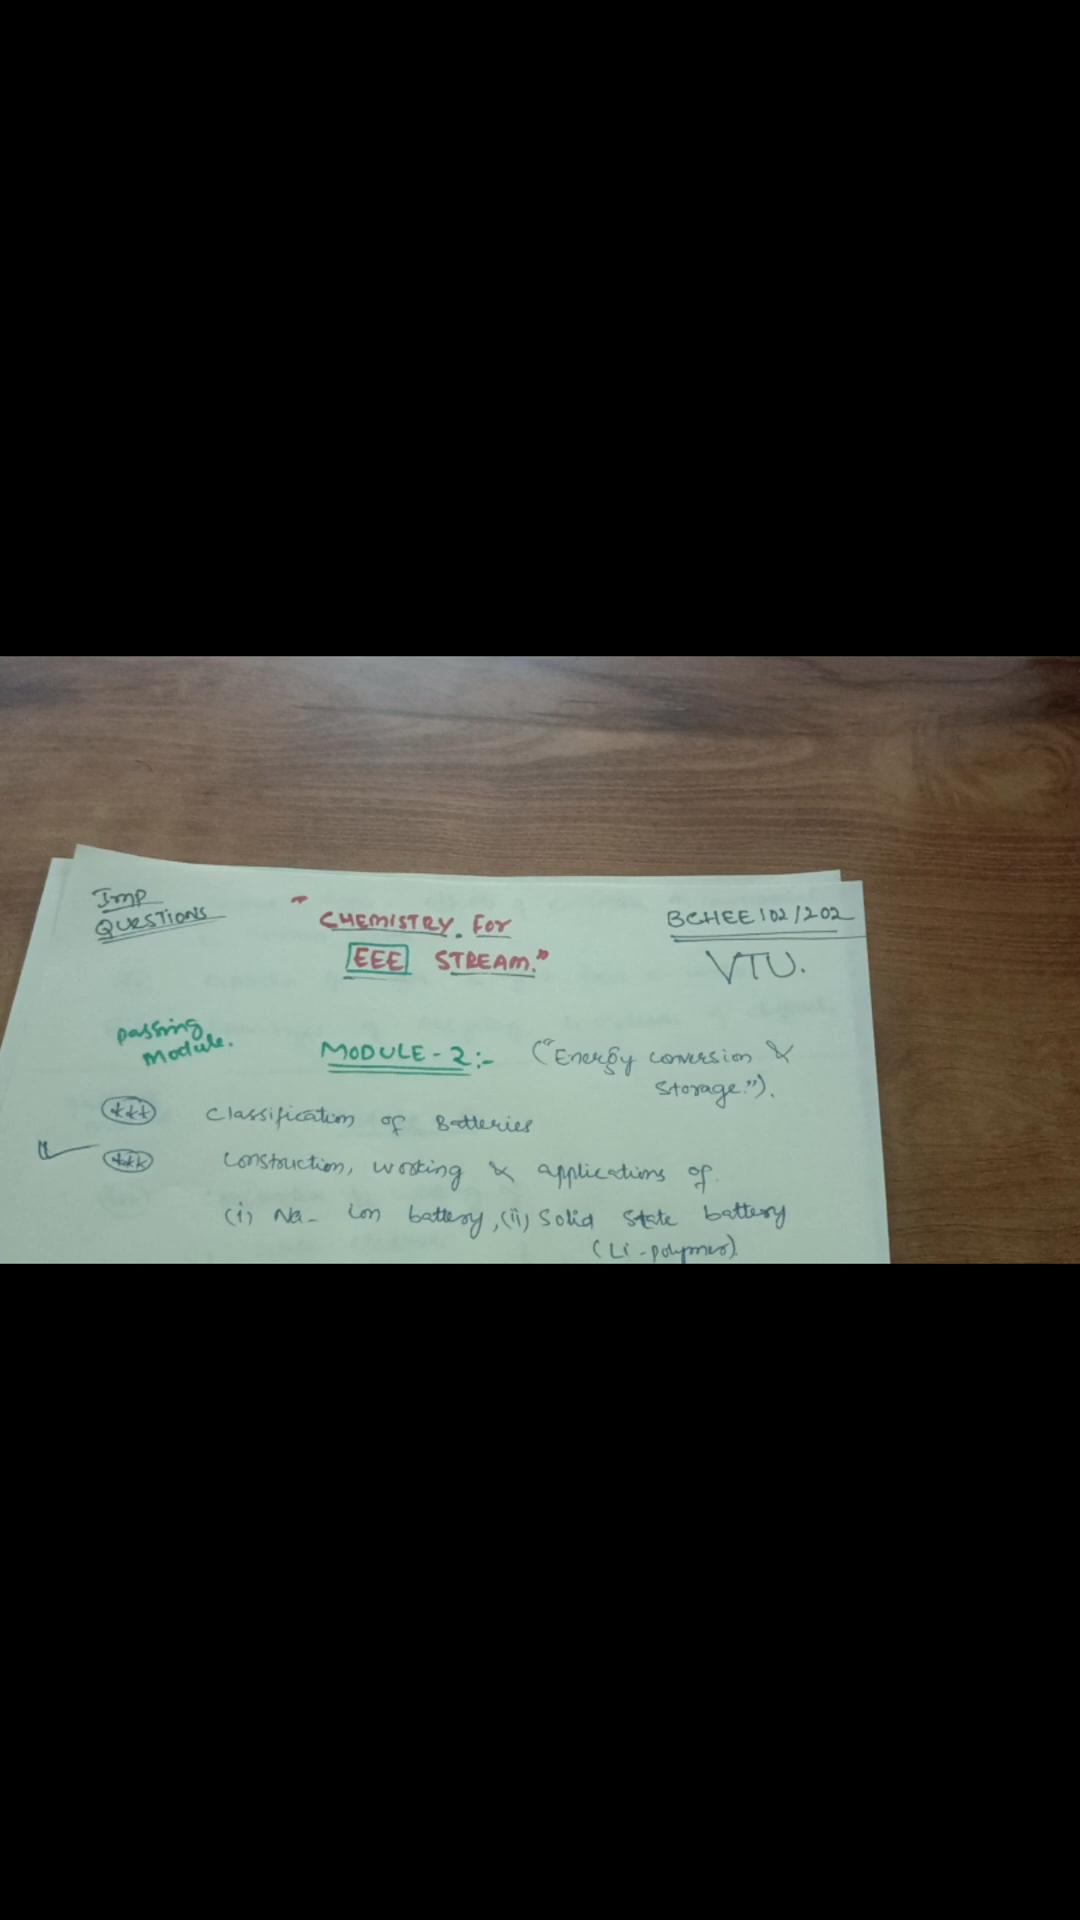 Imp
QUESTIONS
"CHEMISTRY. For
EEE STREAM."
BCHEE102/202
VTU.
passing
Module.
MODULE-2:- ("Energy conversion &
Storage.").
*** Classification of Batteries
*** Construction, working & applications of
(i) Na-ion battery, (ii) Solid State battery
(Li-polymer)